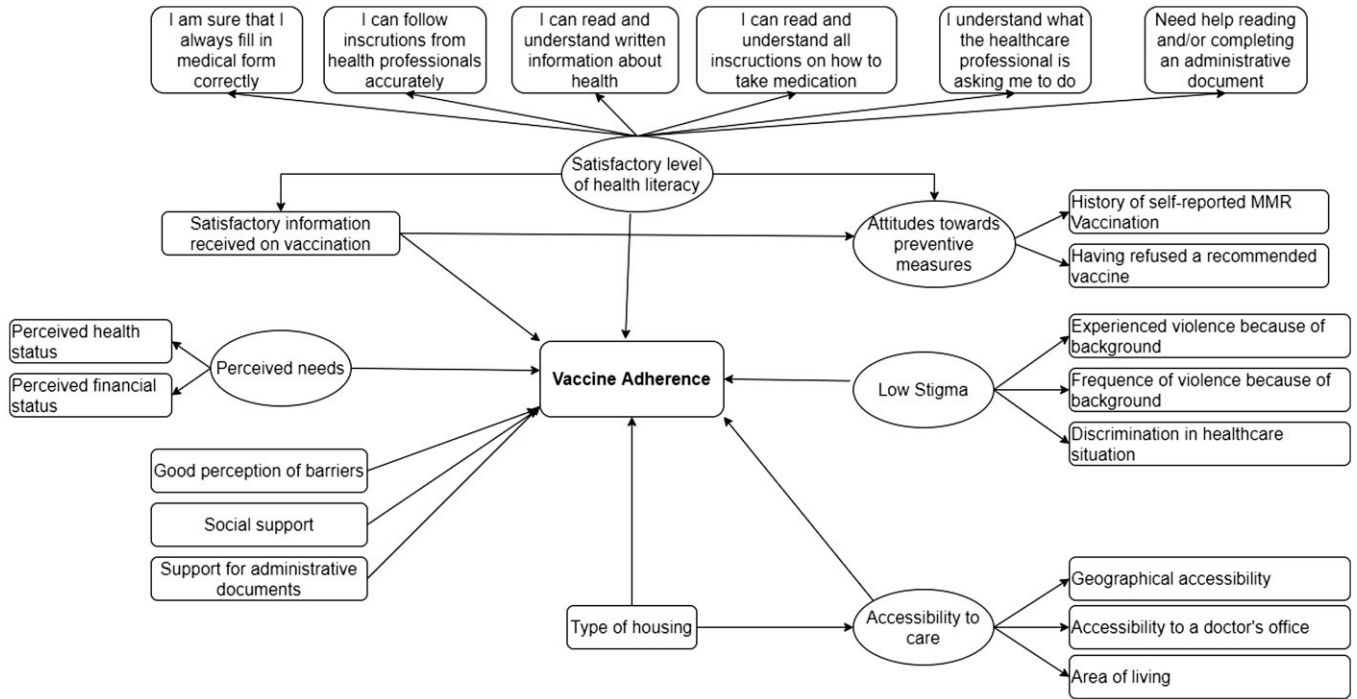 I am sure that I
always fill in
medical form
correctly
I can follow
inscrutions from
health professionals
accurately
I can read and
understand written
information about
health
I can read and
understand all
inscructions on how to
take medication
I understand what
the healthcare
professional is
asking me to do
Need help reading
and/or completing
an administrative
document
Satisfactory level
of health literacy
Satisfactory information
received on vaccination
Attitudes towards
preventive
measures
History of self-reported MMR
Vaccination
Having refused a recommended
vaccine
Perceived health
status
Perceived financial
status
Perceived needs
Vaccine Adherence
Low Stigma
Experienced violence because of
background
Frequence of violence because of
background
Discrimination in healthcare
situation
Good perception of barriers
Social support
Support for administrative
documents
Type of housing
Accessibility to
care
Geographical accessibility
Accessibility to a doctor's office
Area of living